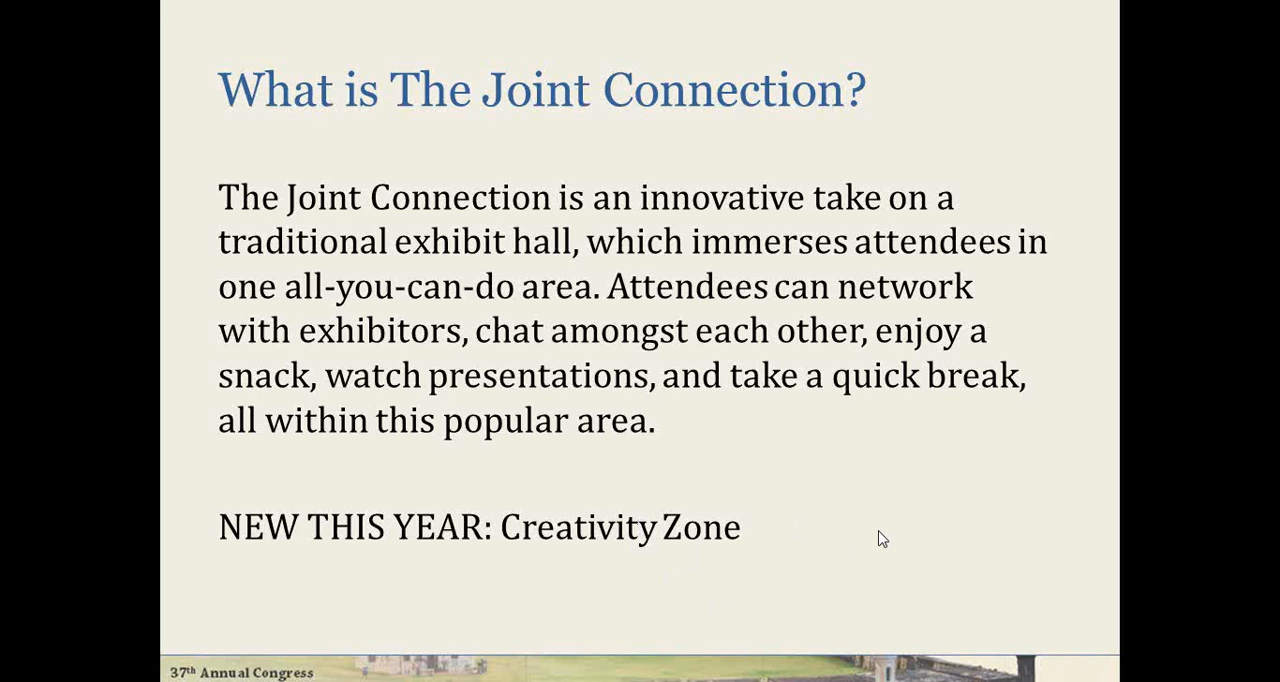 What is The Joint Connection?
The Joint Connection is an innovative take on a
traditional exhibit hall, which immerses attendees in
one all-you-can-do area. Attendees can network
with exhibitors, chat amongst each other, enjoy a
snack, watch presentations, and take a quick break,
all within this popular area.
NEW THIS YEAR: Creativity Zone
37th Annual Congress